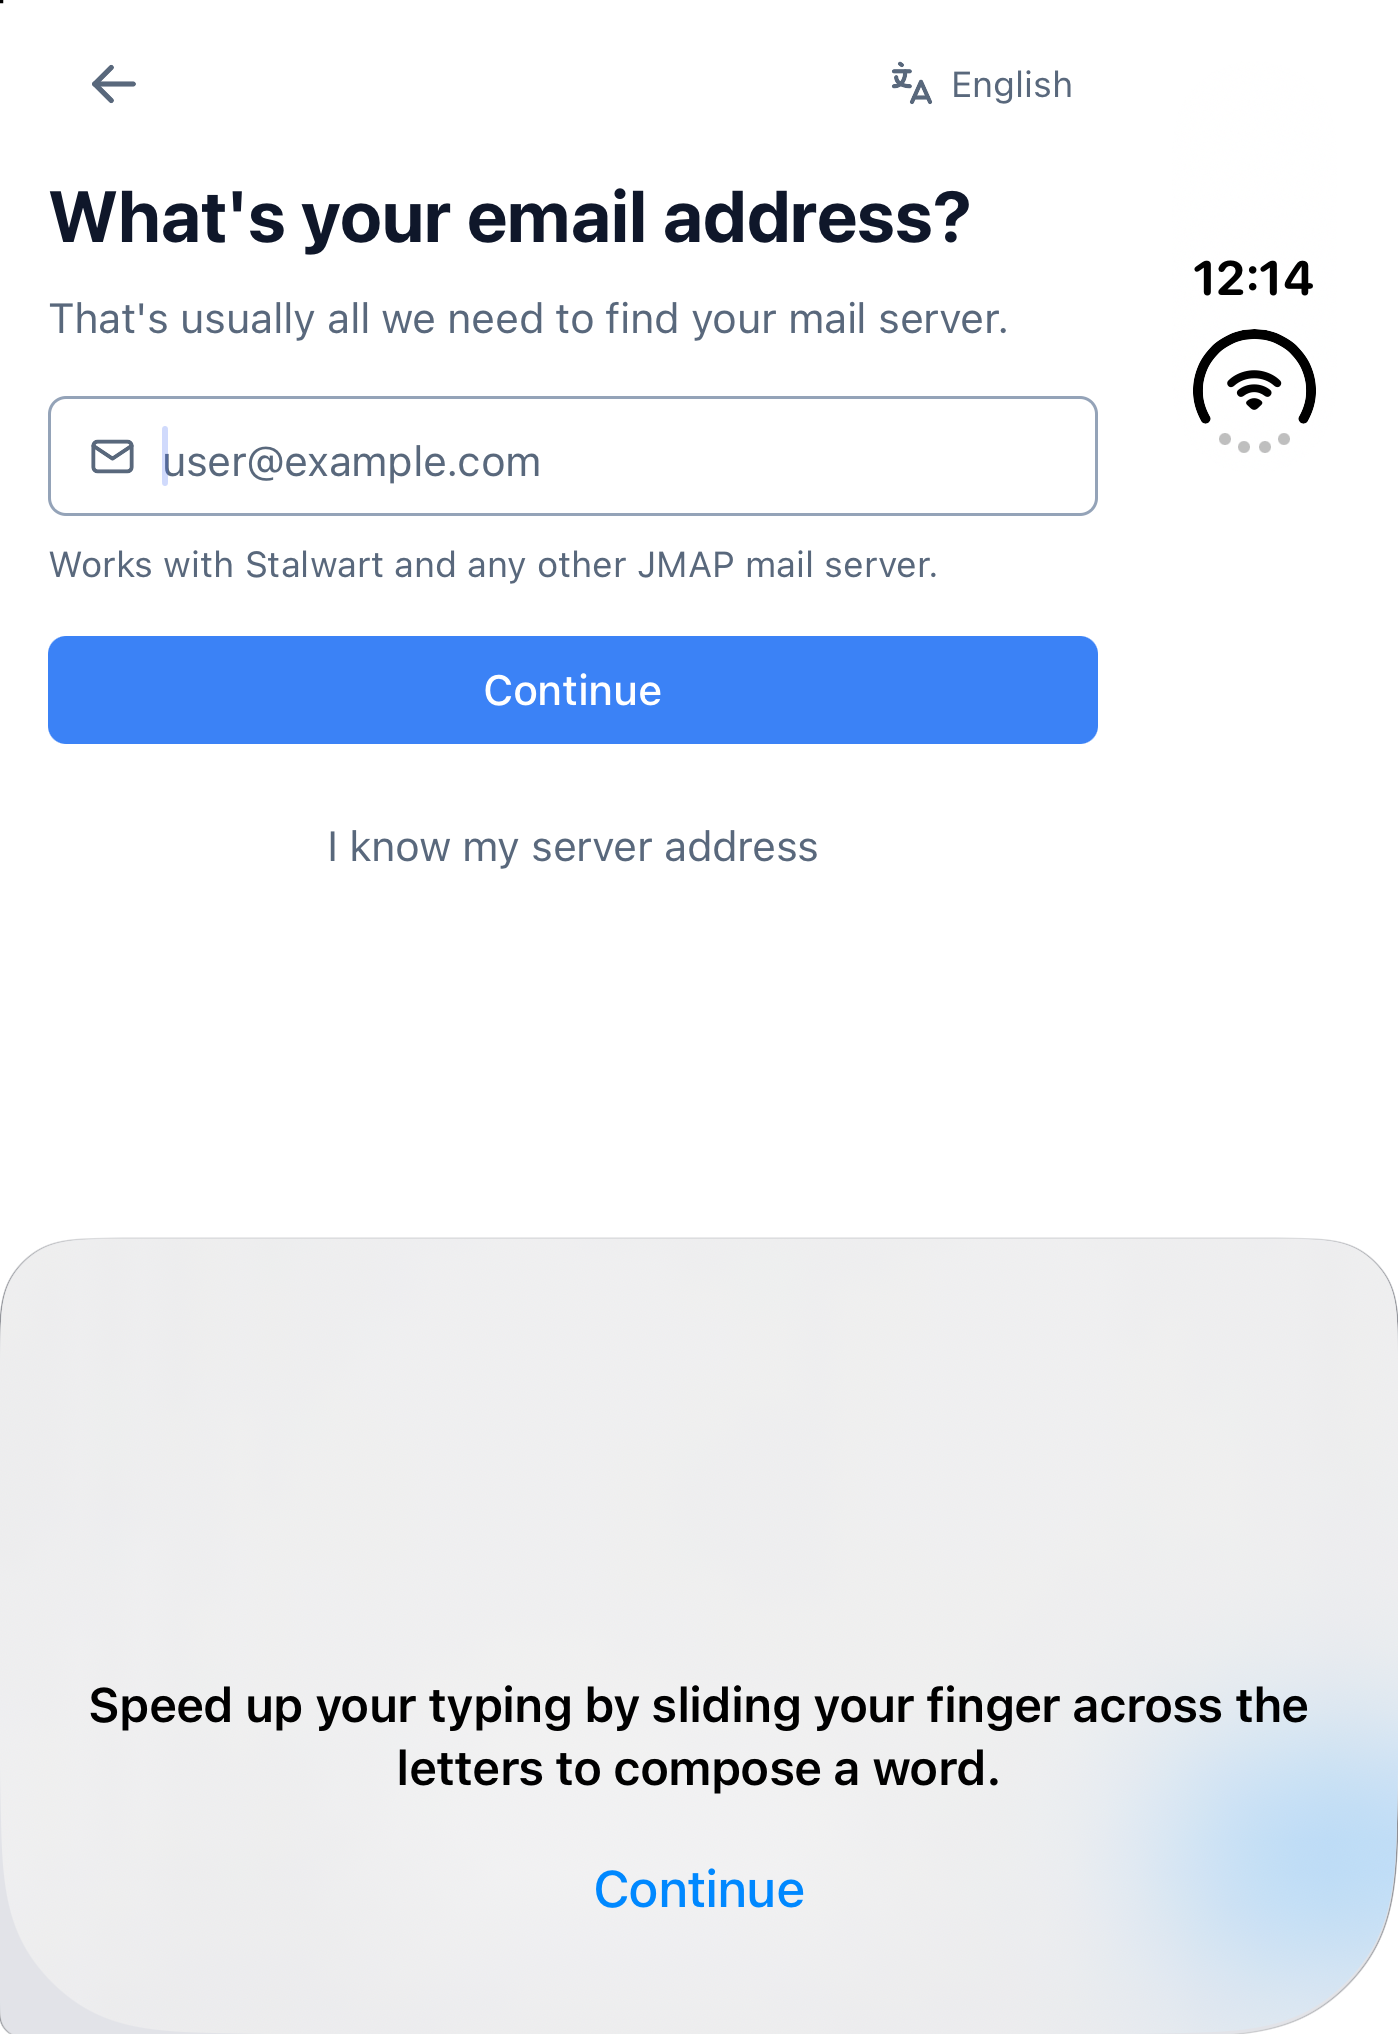 English
What's your email address?
12:14
That's usually all we need to find your mail server.
user@example.com
Works with Stalwart and any other JMAP mail server.
Continue
I know my server address
Speed up your typing by sliding your finger across the
letters to compose a word.
Continue